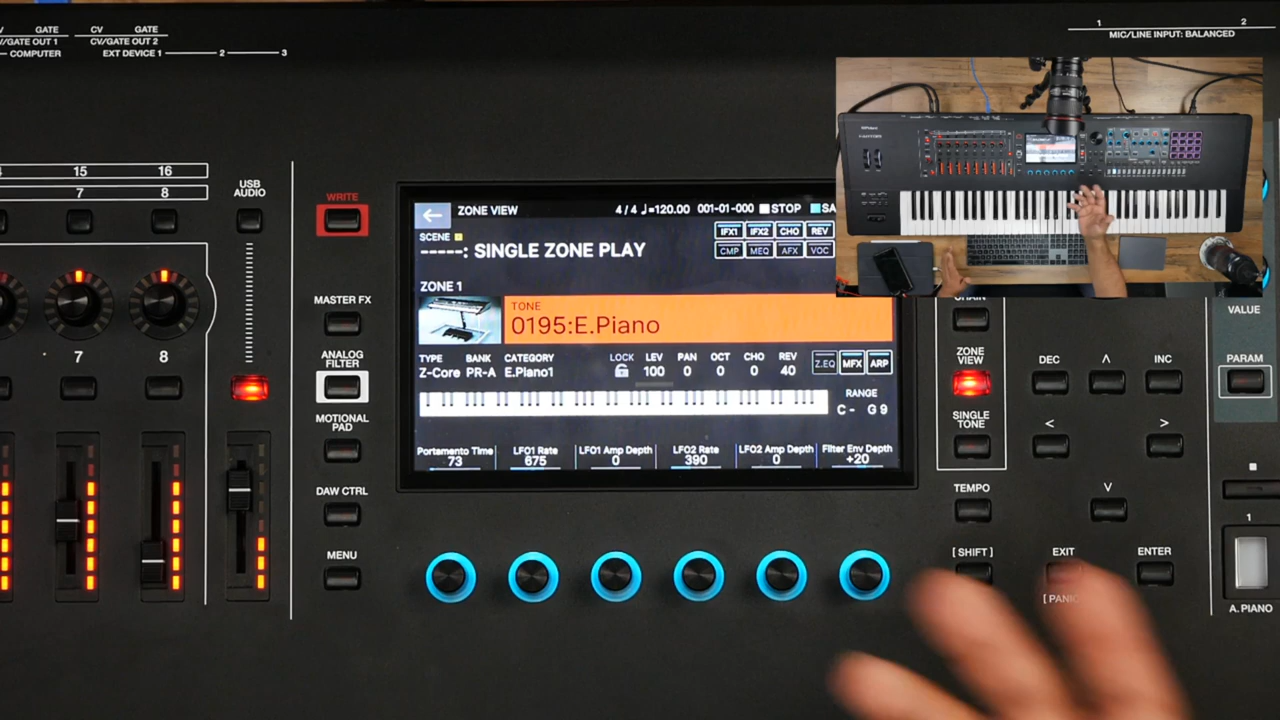 GATE CV GATE
/GATE OUT 1 CV/GATE OUT 2
COMPUTER EXT DEVICE 1 2 3
1 2
MIC/LINE INPUT: BALANCED
Roland
15 16
7 8
USB
AUDIO
7 8
WRITE
MASTER FX
ANALOG
FILTER
MOTIONAL
PAD
DAW CTRL
MENU
ZONE VIEW 4 / 4 ♩=120.00 001-01-000 STOP SA
SCENE IFX1 IFX2 CHO REV
-----: SINGLE ZONE PLAY CMP MEQ AFX VOC
ZONE 1
TONE
0195:E.Piano
TYPE BANK CATEGORY LOCK LEV PAN OCT CHO REV
Z-Core PR-A E.Piano1 100 0 0 0 40 Z.EQ MFX ARP
RANGE
C - G 9
Portamento Time LFO1 Rate LFO1 Amp Depth LFO2 Rate LFO2 Amp Depth Filter Env Depth
73 675 0 390 0 +20
ZONE
VIEW
SINGLE
TONE
TEMPO
[ SHIFT ]
DEC ∧ INC
< >
∨
EXIT ENTER
[ PANIC
VALUE
PARAM
1
A. PIANO